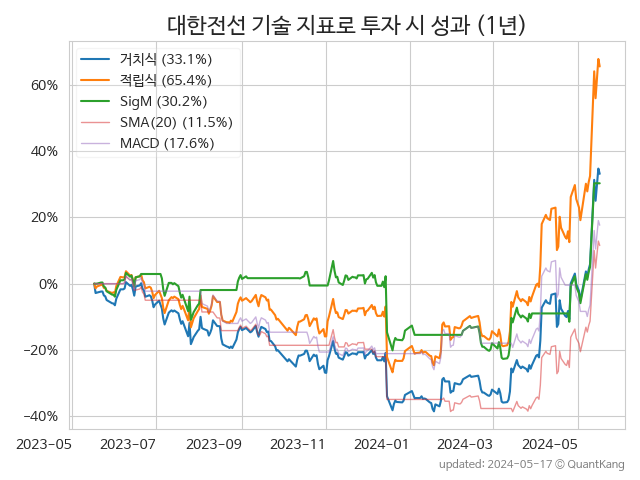 대한전선 기술 지표로 투자 시 성과 (1년)
거치식 (33.1%)
적립식 (65.4%)
SigM (30.2%)
SMA(20) (11.5%)
MACD (17.6%)
60%
40%
20%
0%
−20%
−40%
2023-05
2023-07
2023-09
2023-11
2024-01
2024-03
2024-05
updated: 2024-05-17 © QuantKang